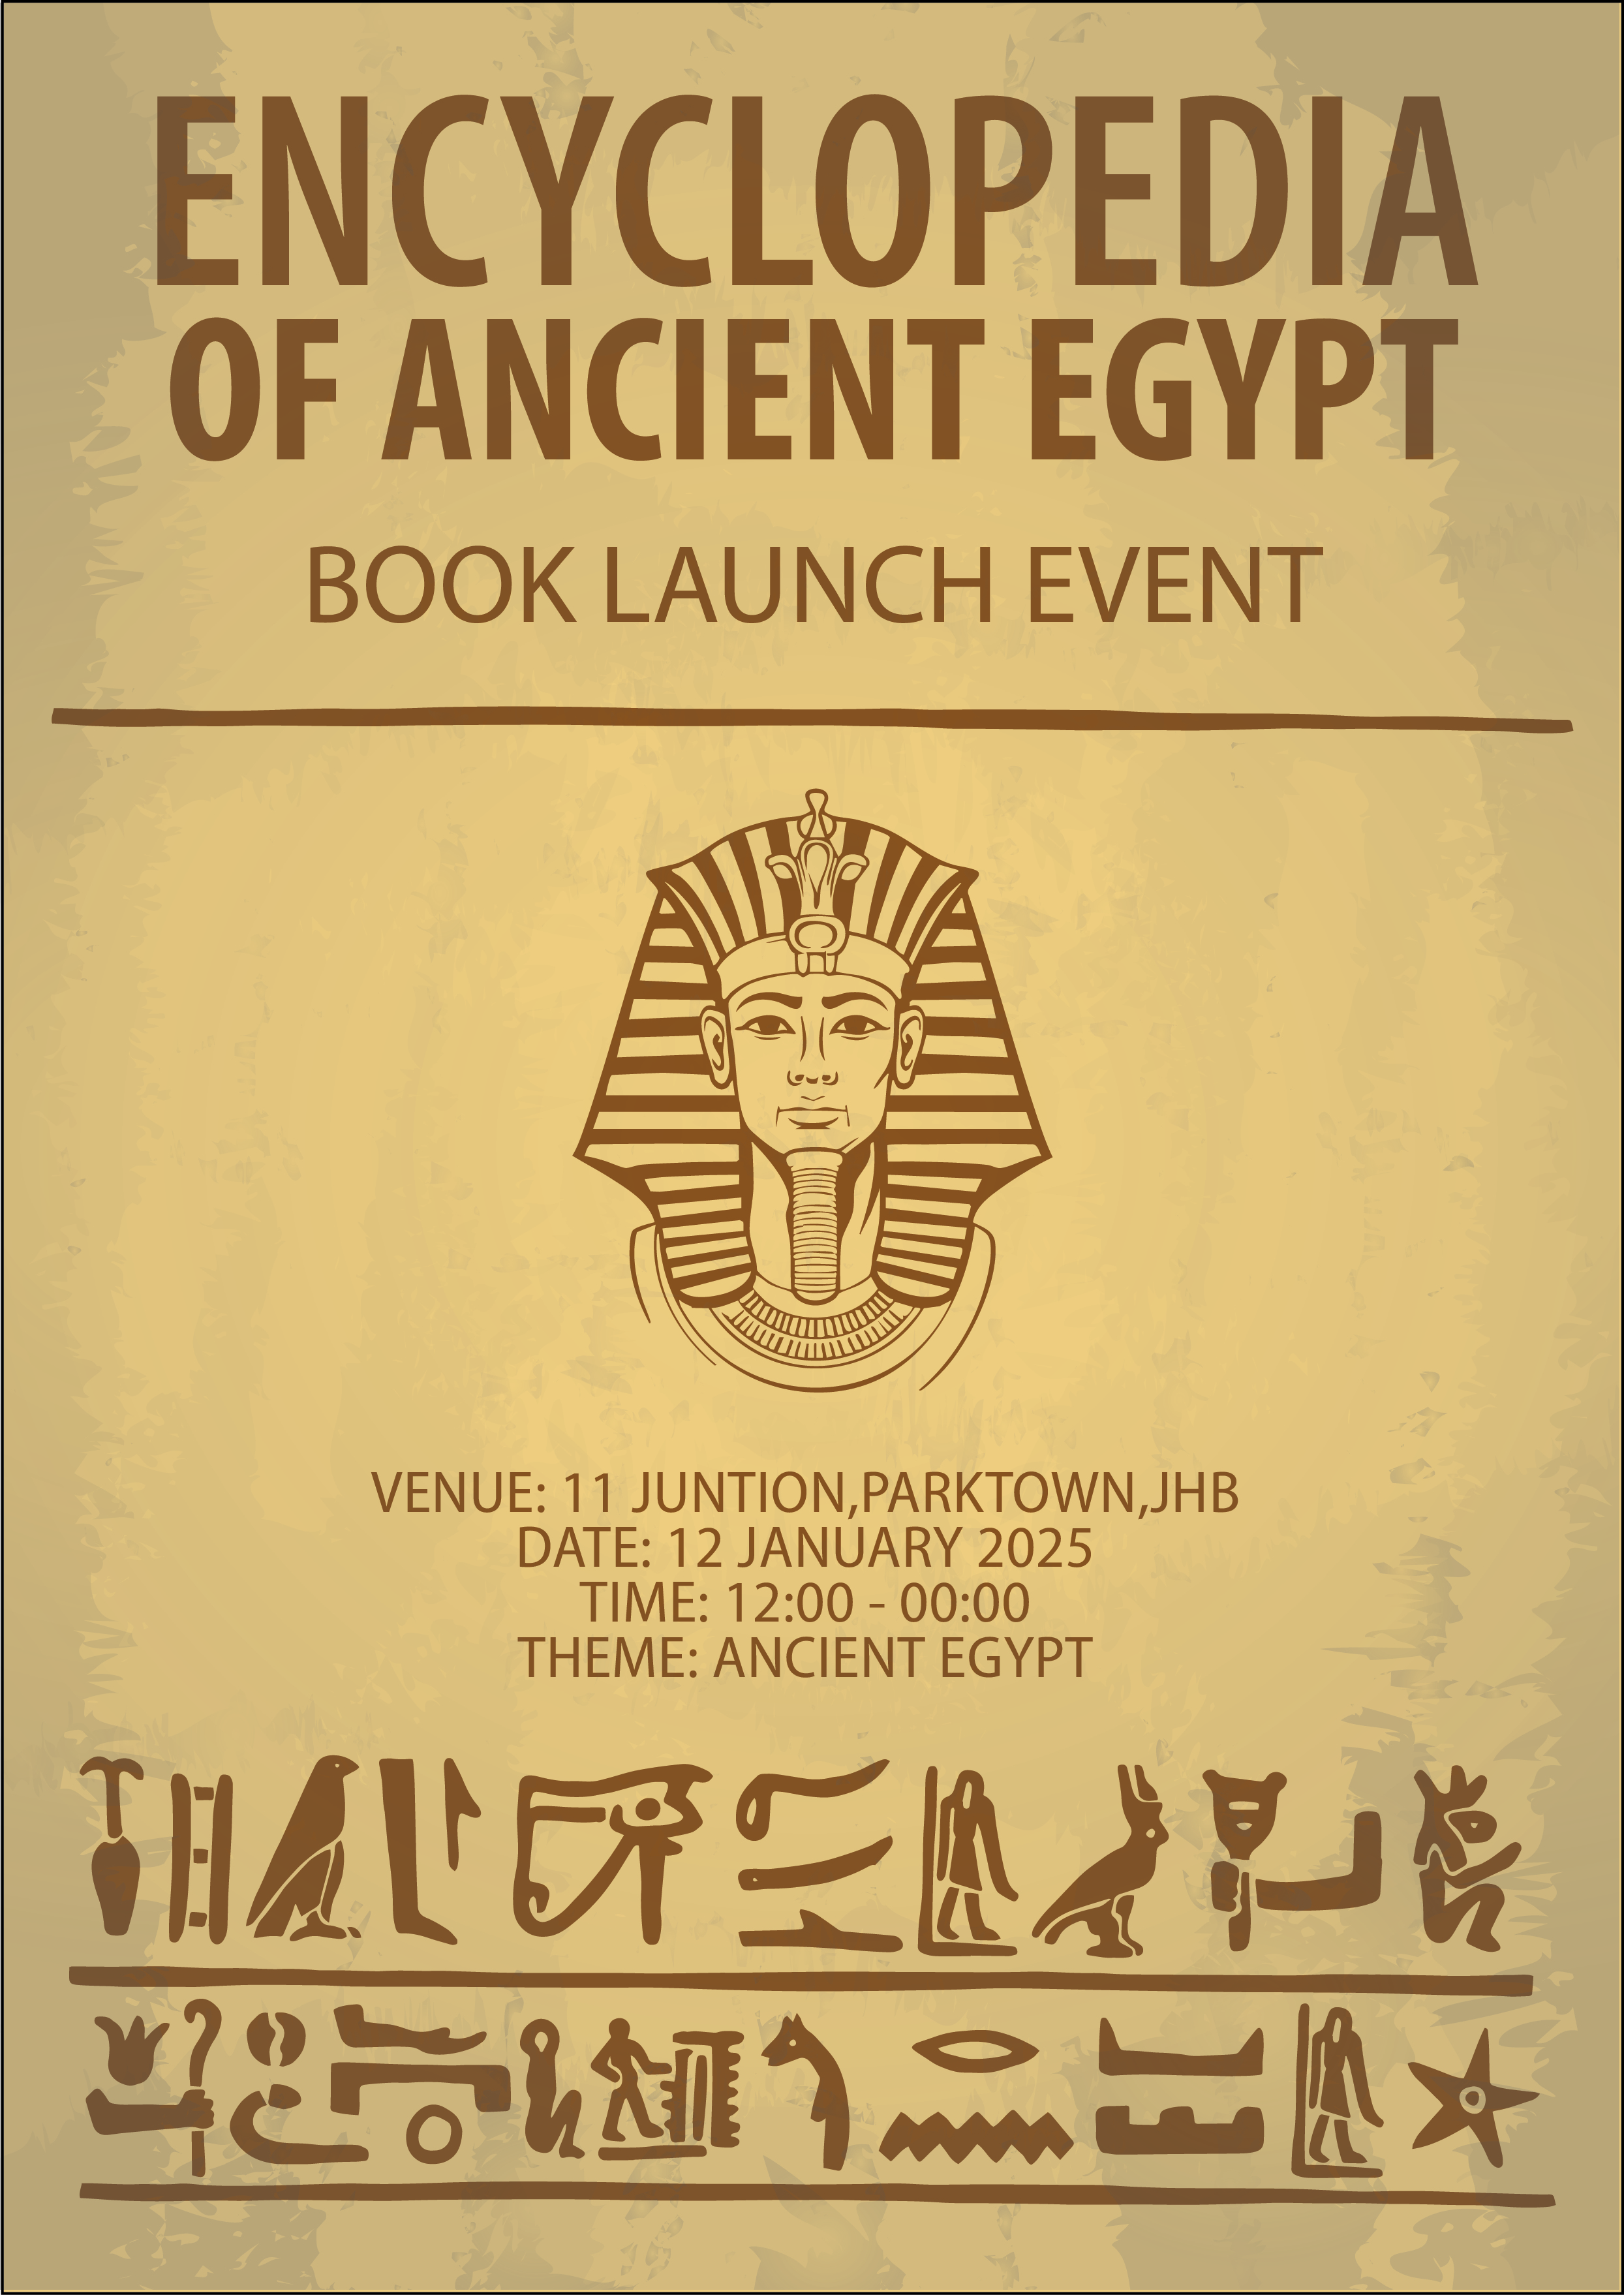 ENCYCLOPEDIA
OF ANCIENT EGYPT
BOOK LAUNCH EVENT
VENUE: 11 JUNTION,PARKTOWN,JHB
DATE: 12 JANUARY 2025
TIME: 12:00 - 00:00
THEME: ANCIENT EGYPT